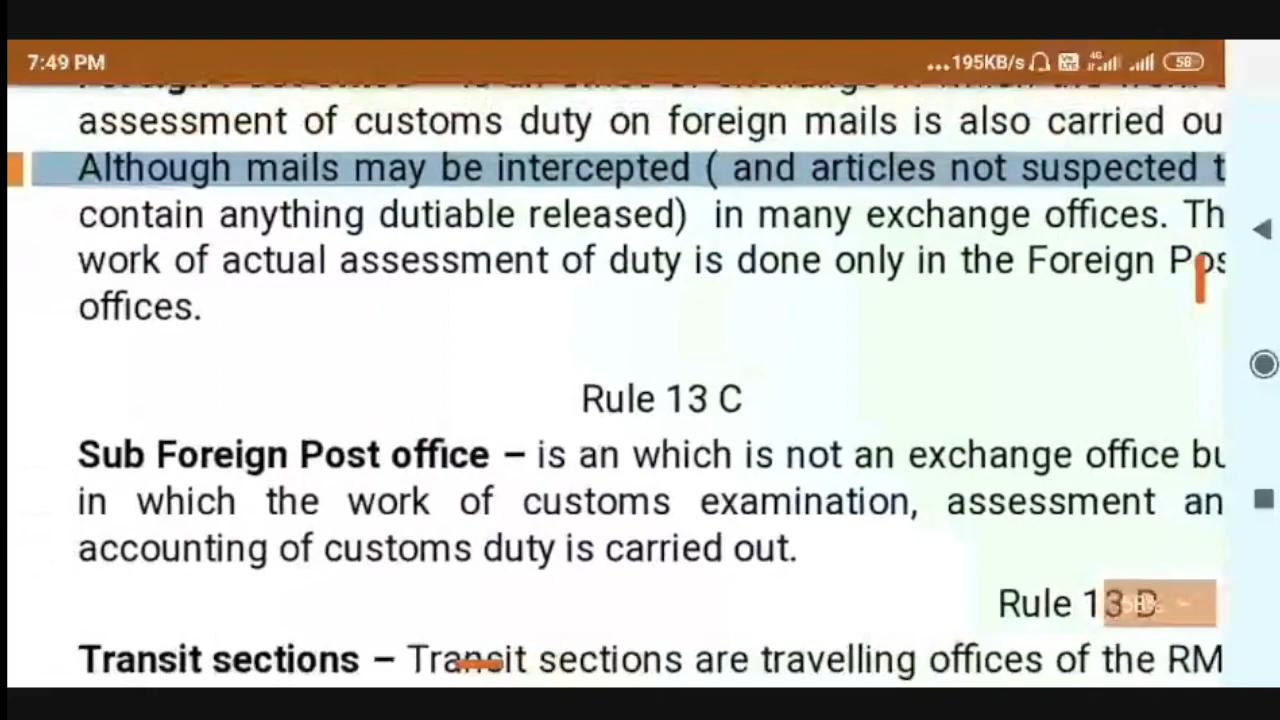 7:49 PM
...195KB/s 4G 58
assessment of customs duty on foreign mails is also carried ou
Although mails may be intercepted ( and articles not suspected t
contain anything dutiable released) in many exchange offices. Th
work of actual assessment of duty is done only in the Foreign Pos
offices.
Rule 13 C
Sub Foreign Post office – is an which is not an exchange office bu
in which the work of customs examination, assessment an
accounting of customs duty is carried out.
Rule 13 D
Transit sections – Transit sections are travelling offices of the RM